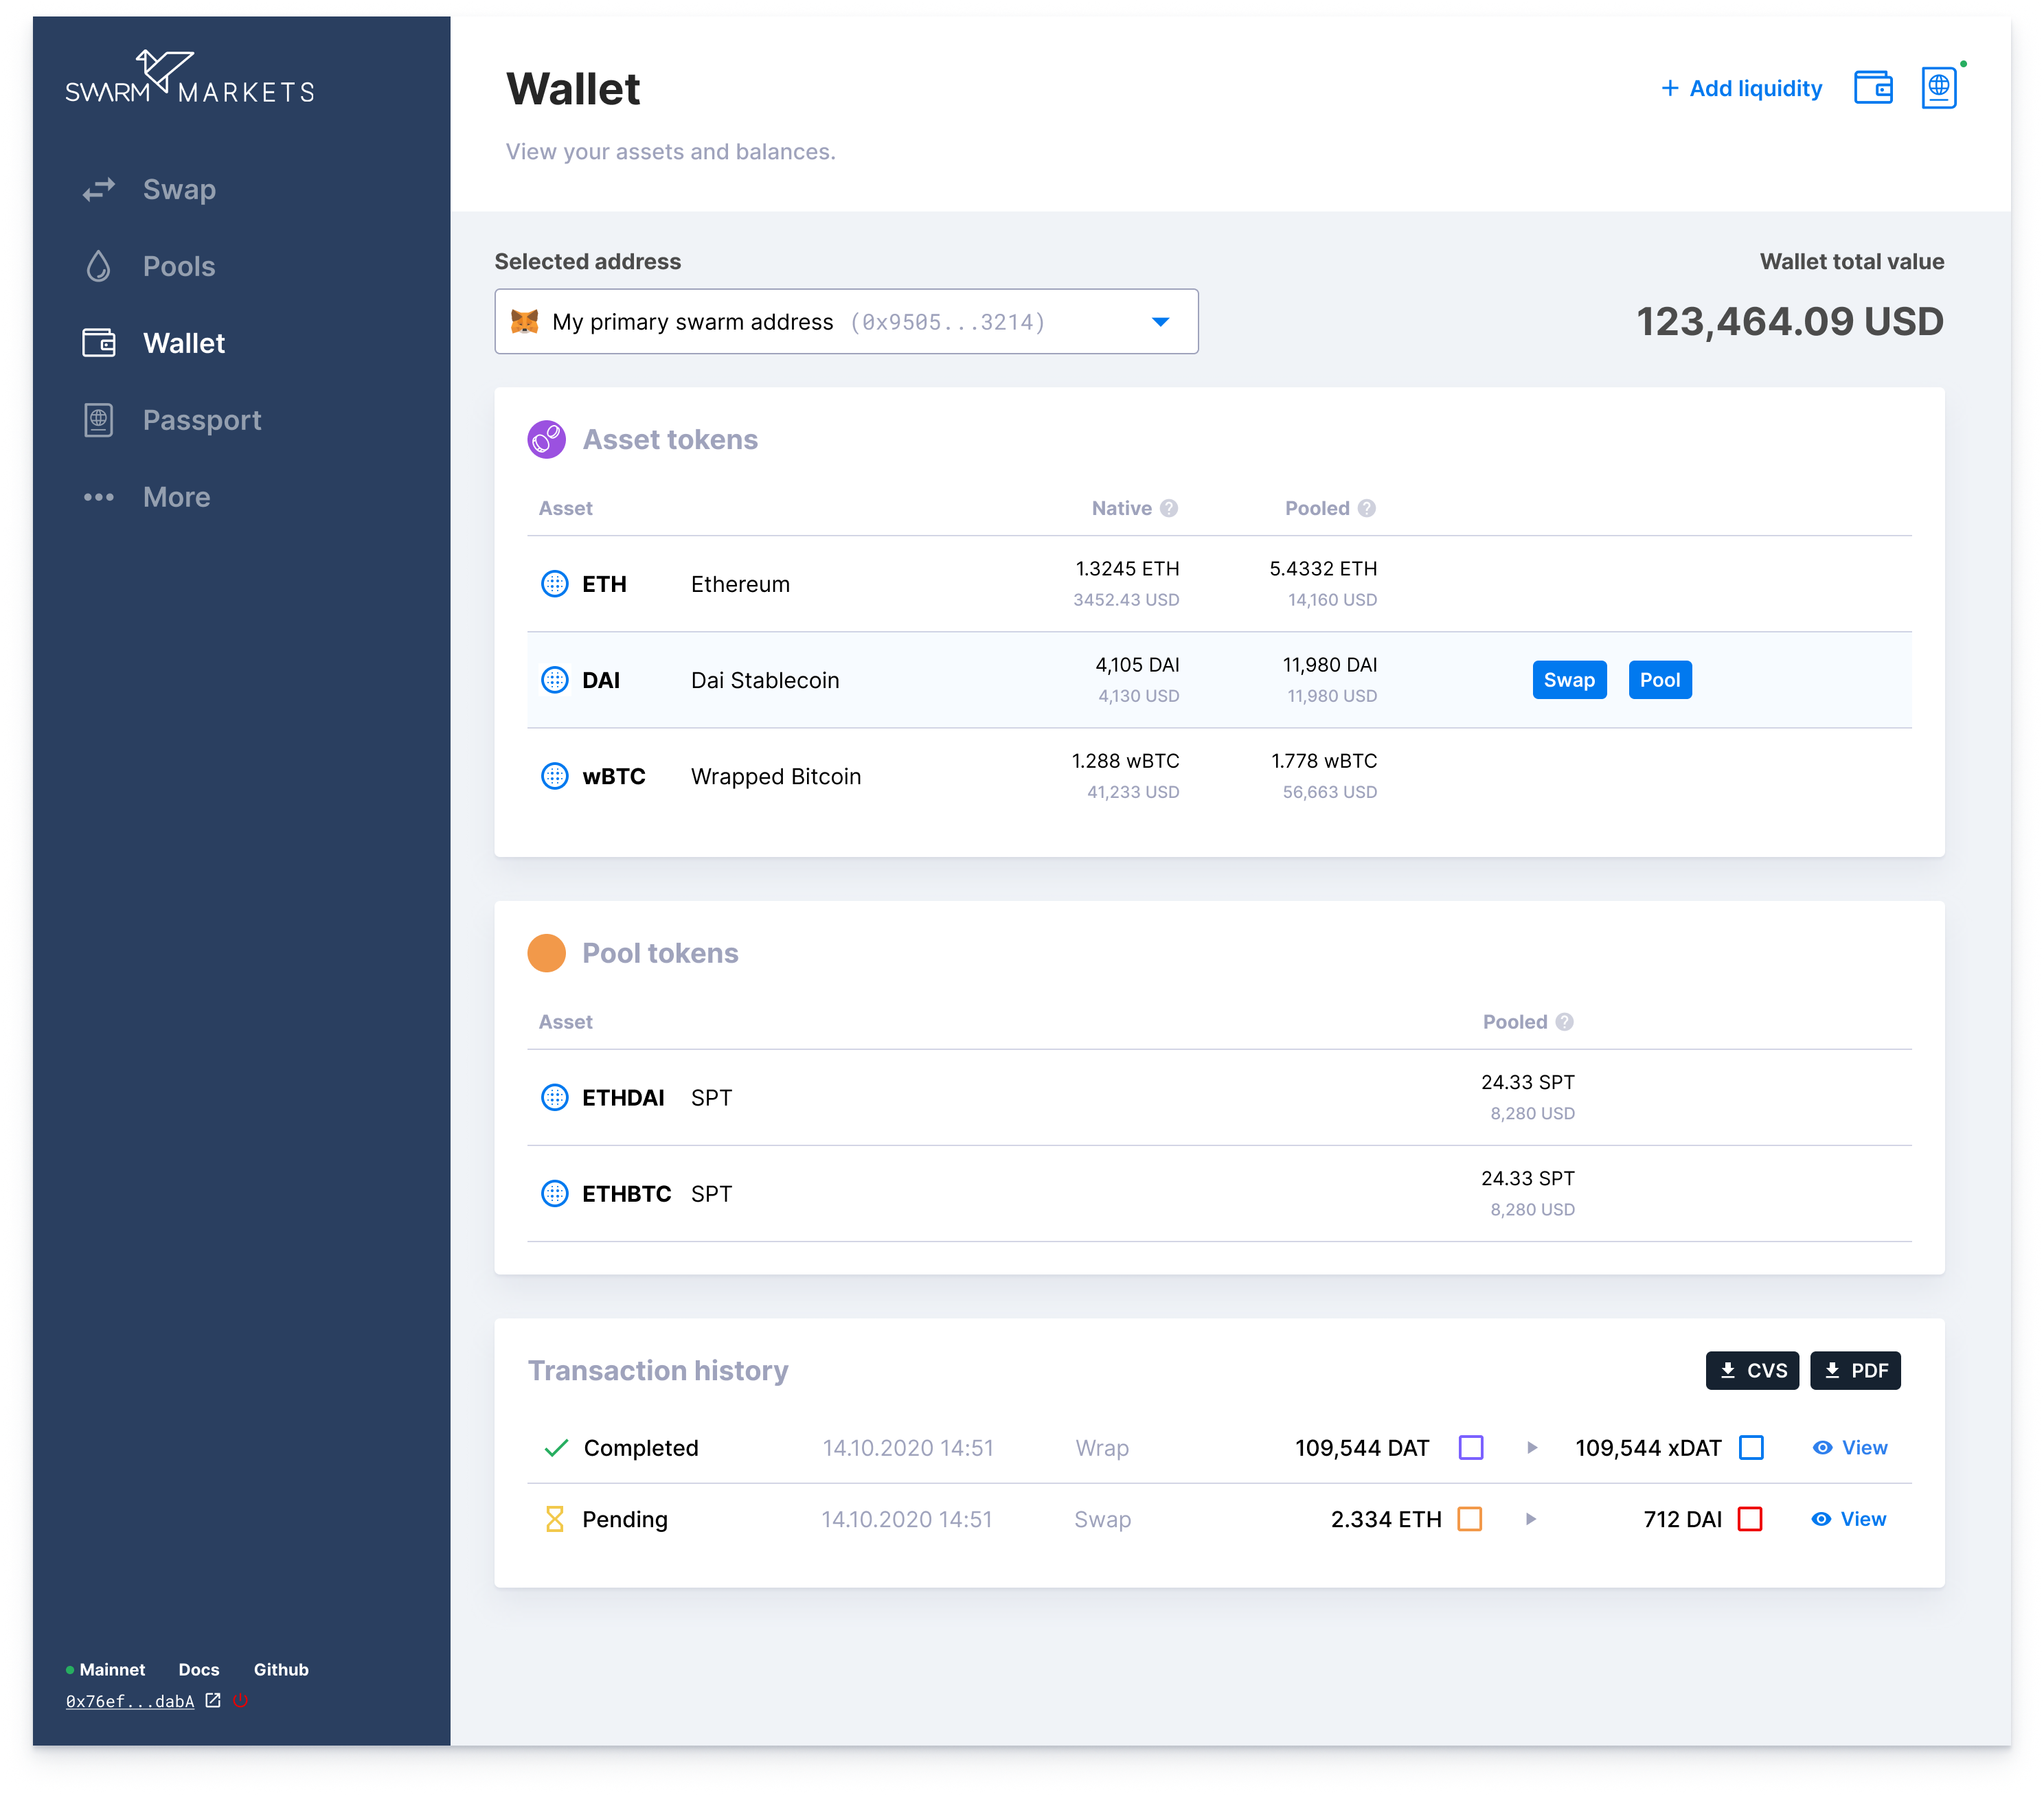 SWARM MARKETS
Swap
Pools
Wallet
Passport
More
Mainnet Docs Github
0x76ef...dabA
Wallet
View your assets and balances.
+ Add liquidity
Selected address
My primary swarm address (0x9505...3214)
Wallet total value
123,464.09 USD
Asset tokens
Asset Native ? Pooled ?
ETH Ethereum 1.3245 ETH 5.4332 ETH
3452.43 USD 14,160 USD
DAI Dai Stablecoin 4,105 DAI 11,980 DAI Swap Pool
4,130 USD 11,980 USD
wBTC Wrapped Bitcoin 1.288 wBTC 1.778 wBTC
41,233 USD 56,663 USD
Pool tokens
Asset Pooled ?
ETHDAI SPT 24.33 SPT
8,280 USD
ETHBTC SPT 24.33 SPT
8,280 USD
Transaction history CVS PDF
Completed 14.10.2020 14:51 Wrap 109,544 DAT 109,544 xDAT View
Pending 14.10.2020 14:51 Swap 2.334 ETH 712 DAI View